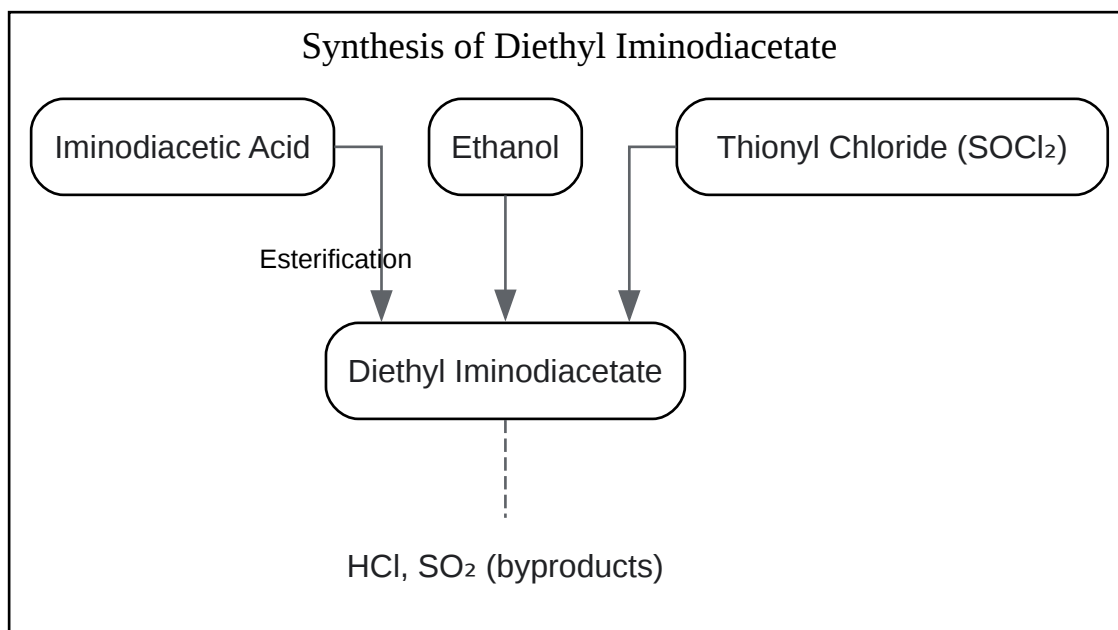 Synthesis of Diethyl Iminodiacetate
Iminodiacetic Acid
Ethanol
Thionyl Chloride (SOCl₂)
Esterification
Diethyl Iminodiacetate
HCl, SO₂ (byproducts)